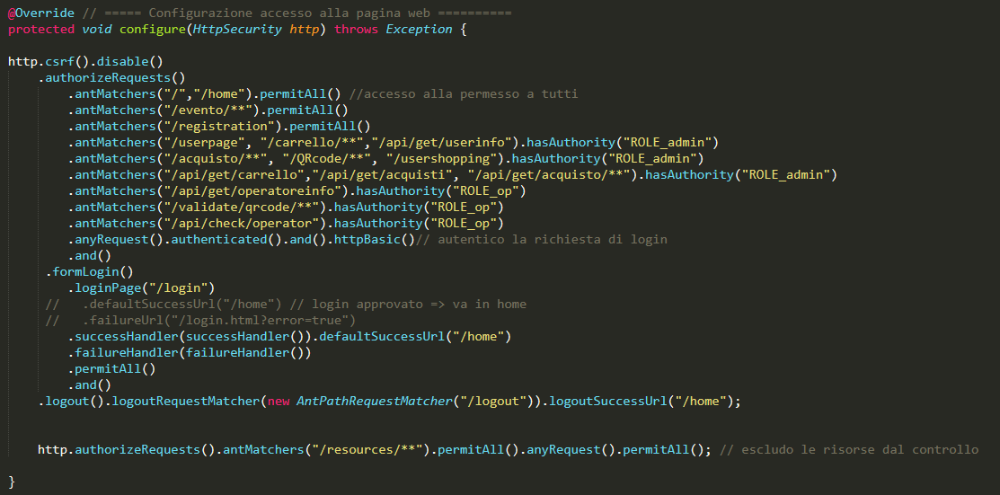 @Override // ===== Configurazione accesso alla pagina web ==========
protected void configure(HttpSecurity http) throws Exception {
http.csrf().disable()
.authorizeRequests()
.antMatchers("/","/home").permitAll() //accesso alla permesso a tutti
.antMatchers("/evento/**").permitAll()
.antMatchers("/registration").permitAll()
.antMatchers("/userpage", "/carrello/**","/api/get/userinfo").hasAuthority("ROLE_admin")
.antMatchers("/acquisto/**", "/QRcode/**", "/usershopping").hasAuthority("ROLE_admin")
.antMatchers("/api/get/carrello","/api/get/acquisti", "/api/get/acquisto/**").hasAuthority("ROLE_admin")
.antMatchers("/api/get/operatoreinfo").hasAuthority("ROLE_op")
.antMatchers("/validate/qrcode/**").hasAuthority("ROLE_op")
.antMatchers("/api/check/operator").hasAuthority("ROLE_op")
.anyRequest().authenticated().and().httpBasic()// autentico la richiesta di login
.and()
.formLogin()
.loginPage("/login")
// .defaultSuccessUrl("/home") // login approvato => va in home
// .failureUrl("/login.html?error=true")
.successHandler(successHandler()).defaultSuccessUrl("/home")
.failureHandler(failureHandler())
.permitAll()
.and()
.logout().logoutRequestMatcher(new AntPathRequestMatcher("/logout")).logoutSuccessUrl("/home");
http.authorizeRequests().antMatchers("/resources/**").permitAll().anyRequest().permitAll(); // escludo le risorse dal controllo
}